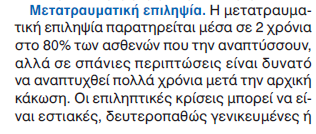 Μετατραυματική επιληψία. Η μετατραυμα-
τική επιληψία παρατηρείται μέσα σε 2 χρόνια
στο 80% των ασθενών που την αναπτύσσουν,
αλλά σε σπάνιες περιπτώσεις είναι δυνατό
να αναπτυχθεί πολλά χρόνια μετά την αρχική
κάκωση. Οι επιληπτικές κρίσεις μπορεί να εί-
ναι εστιακές, δευτεροπαθώς γενικευμένες ή